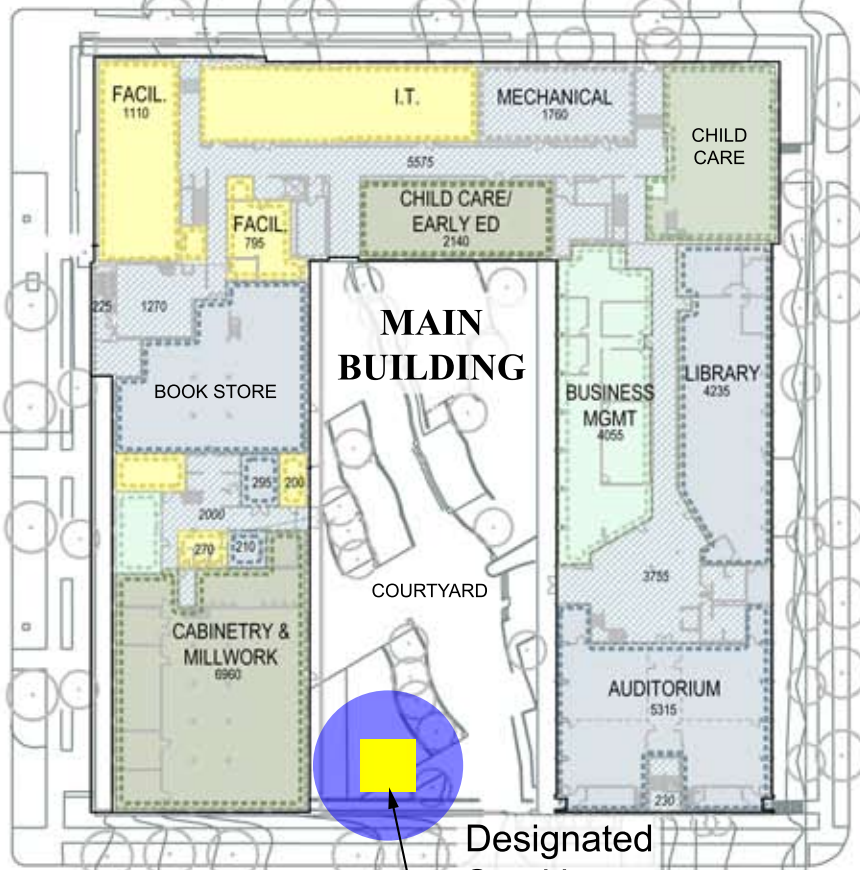 FACIL.
1110
I.T.
MECHANICAL
1760
CHILD
CARE
5575
CHILD CARE/
EARLY ED
2140
FACIL.
795
225
1270
MAIN
BUILDING
BOOK STORE
BUSINESS
MGMT
4055
LIBRARY
4235
295
200
2000
270
210
COURTYARD
3755
CABINETRY &
MILLWORK
6960
AUDITORIUM
5315
230
Designated